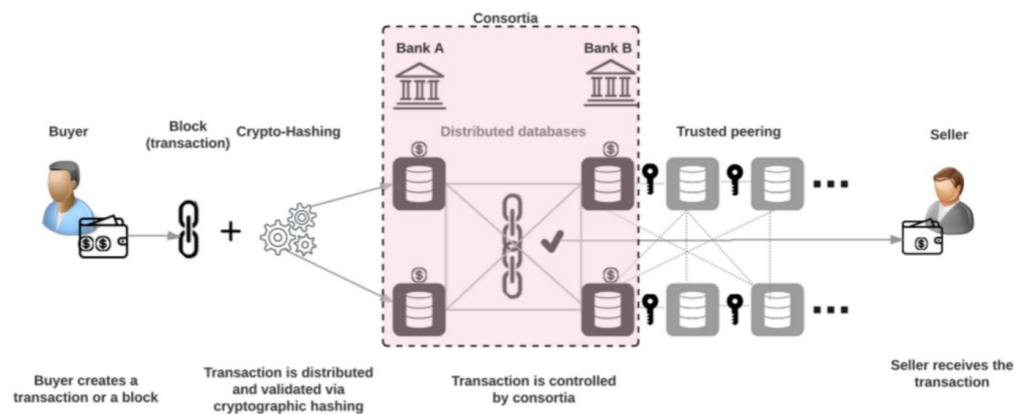 Consortia
Bank A
Bank B
Buyer
Block
(transaction)
Crypto-Hashing
Distributed databases
Trusted peering
Seller
$
$
$
$
$
$
$
Buyer creates a
transaction or a block
Transaction is distributed
and validated via
cryptographic hashing
Transaction is controlled
by consortia
Seller receives the
transaction